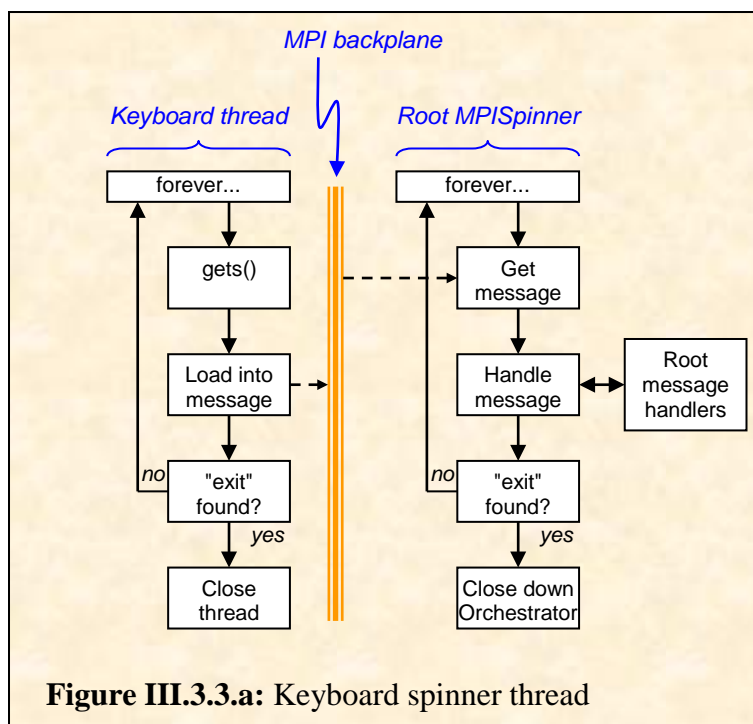 MPI backplane
Keyboard thread
Root MPISpinner
forever...
gets()
Load into
message
no
"exit"
found?
yes
Close
thread
forever...
Get
message
Handle
message
Root
message
handlers
no
"exit"
found?
yes
Close down
Orchestrator
Figure III.3.3.a: Keyboard spinner thread